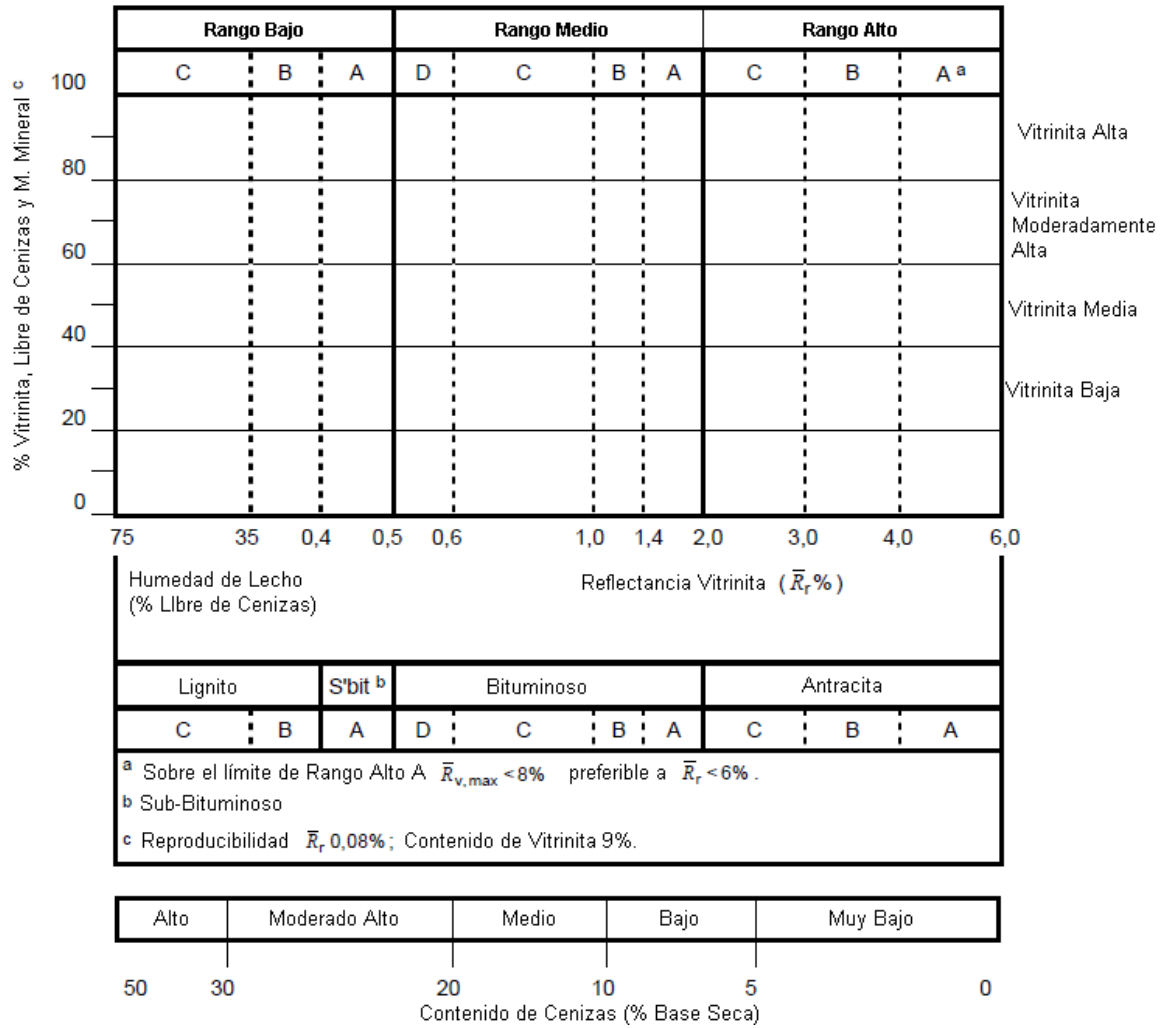 Rango Bajo Rango Medio Rango Alto
C B A D C B A C B A a
100
Vitrinita Alta
80
Vitrinita
Moderadamente
Alta
60
Vitrinita Media
40
Vitrinita Baja
20
0
% Vitrinita, Libre de Cenizas y M. Mineral c
75 35 0,4 0,5 0,6 1,0 1,4 2,0 3,0 4,0 6,0
Humedad de Lecho
(% LIbre de Cenizas)
Reflectancia Vitrinita ( R̅r % )
Lignito S'bit b Bituminoso Antracita
C B A D C B A C B A
a Sobre el límite de Rango Alto A R̅v,max <8% preferible a R̅r <6% .
b Sub-Bituminoso
c Reproducibilidad R̅r 0,08% ; Contenido de Vitrinita 9%.
Alto Moderado Alto Medio Bajo Muy Bajo
50 30 20 10 5 0
Contenido de Cenizas (% Base Seca)